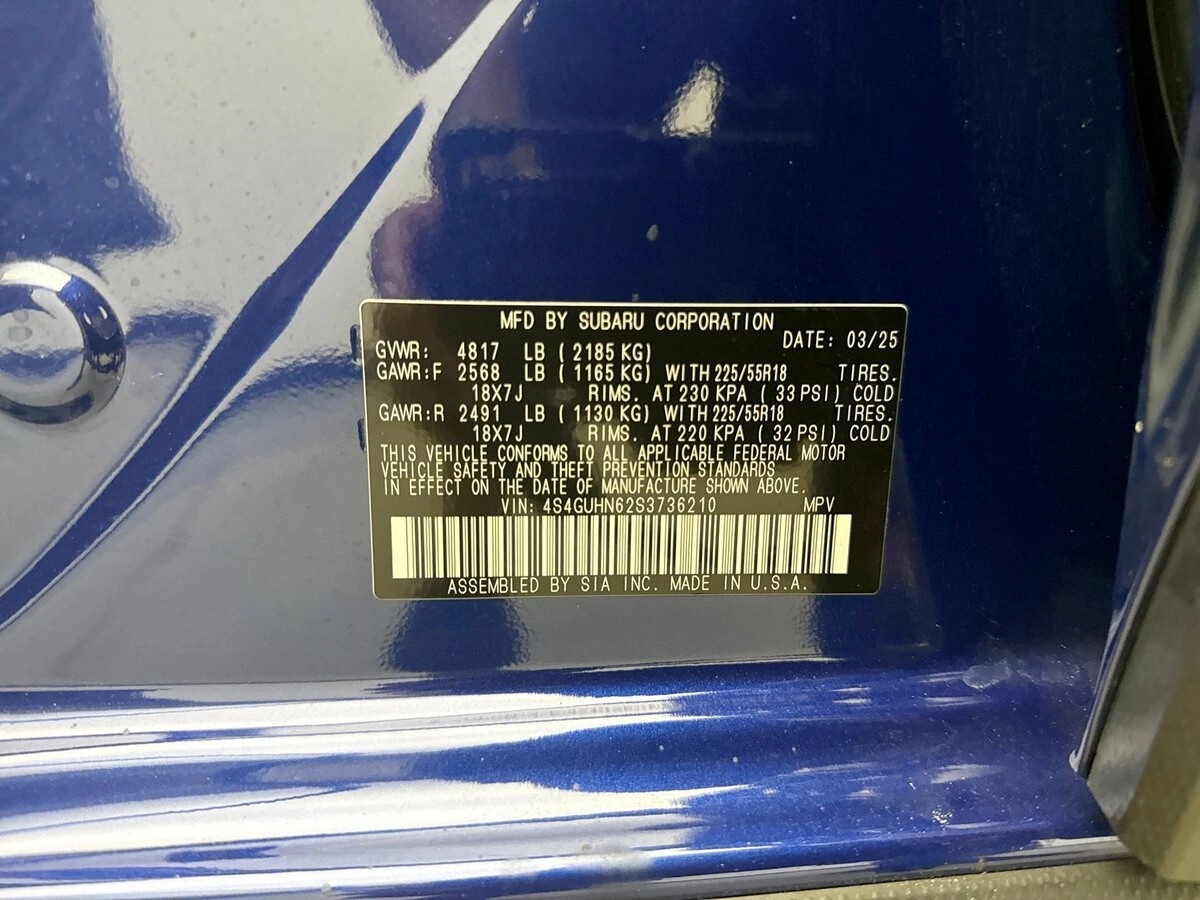 MFD BY SUBARU CORPORATION
DATE: 03/25
GVWR: 4817 LB ( 2185 KG)
GAWR:F 2568 LB ( 1165 KG) WITH 225/55R18 TIRES.
18X7J RIMS. AT 230 KPA ( 33 PSI) COLD
GAWR:R 2491 LB ( 1130 KG) WITH 225/55R18 TIRES.
18X7J RIMS. AT 220 KPA ( 32 PSI) COLD
THIS VEHICLE CONFORMS TO ALL APPLICABLE FEDERAL MOTOR
VEHICLE SAFETY AND THEFT PREVENTION STANDARDS
IN EFFECT ON THE DATE OF MANUFACTURE SHOWN ABOVE.
VIN: 4S4GUHN62S3736210 MPV
ASSEMBLED BY SIA INC. MADE IN U.S.A.